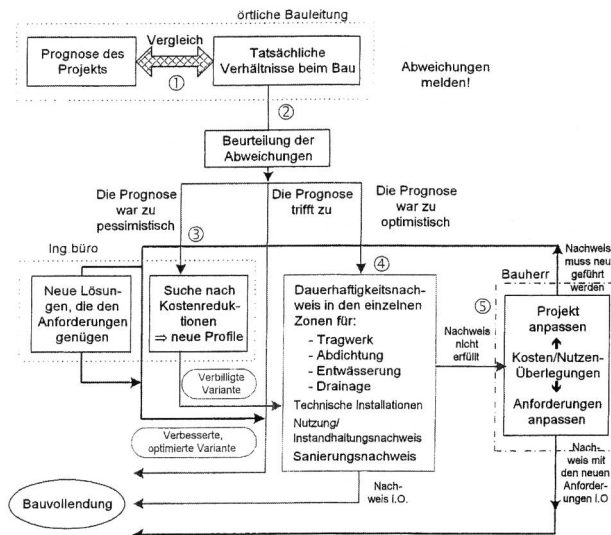 örtliche Bauleitung
Prognose des
Projekts
Vergleich
①
Tatsächliche
Verhältnisse beim Bau
Abweichungen
melden!
②
Beurteilung der
Abweichungen
Die Prognose
war zu
pessimistisch
Die Prognose
trifft zu
Die Prognose
war zu
optimistisch
③
Ing büro
Neue Lösun-
gen, die den
Anforderungen
genügen
Suche nach
Kostenreduk-
tionen
⇒ neue Profile
④
Dauerhaftigkeitsnach-
weis in den einzelnen
Zonen für:
- Tragwerk
- Abdichtung
- Entwässerung
- Drainage
Technische Installationen
Nutzung/
Instandhaltungsnachweis
Sanierungsnachweis
Nachweis
nicht
erfüllt
Nachweis
muss neu
geführt
werden
Bauherr
⑤
Projekt
anpassen
Kosten/Nutzen-
Überlegungen
Anforderungen
anpassen
Verbilligte
Variante
Verbesserte,
optimierte Variante
Nach-
weis I.O.
Nach-
weis mit
den neuen
Anforder-
ungen I.O
Bauvollendung